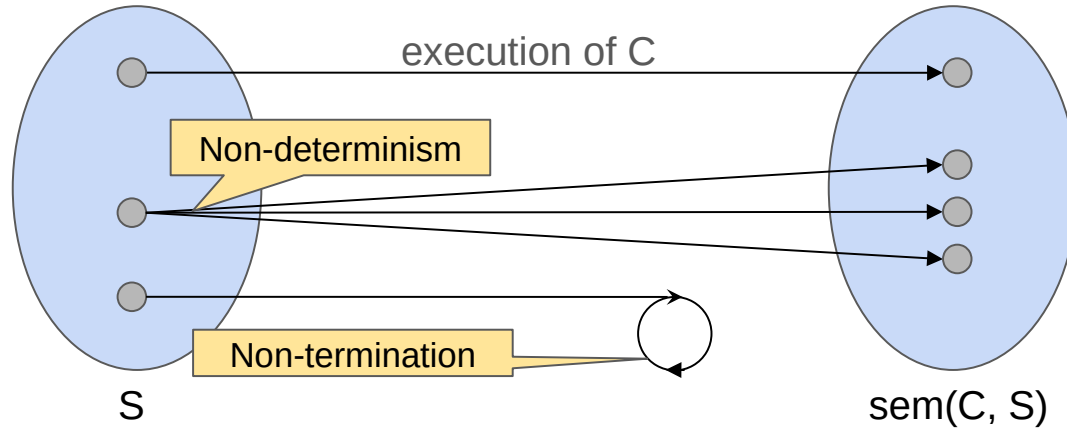 execution of C
Non-determinism
Non-termination
S
sem(C, S)